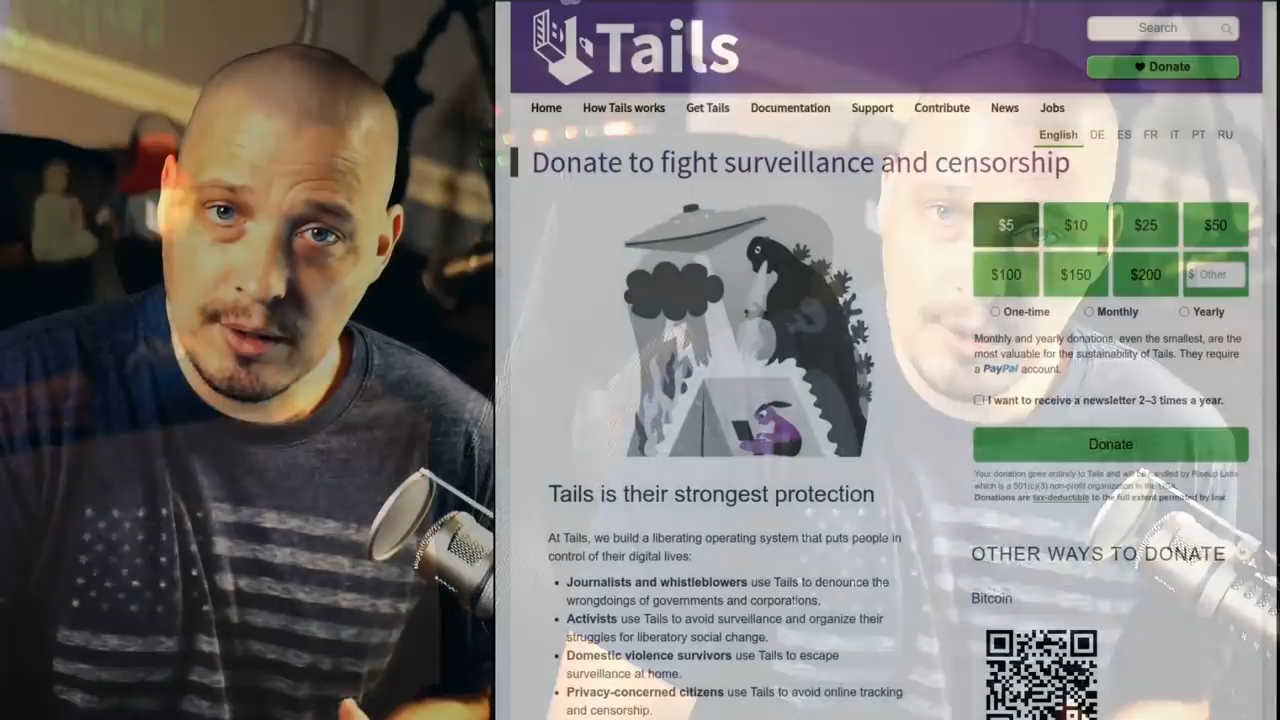 Tails
Search
Donate
Home How Tails works Get Tails Documentation Support Contribute News Jobs
English DE ES FR IT PT RU
Donate to fight surveillance and censorship
$5 $10 $25 $50
$100 $150 $200 $ Other
One-time Monthly Yearly
Monthly and yearly donations, even the smallest, are the
most valuable for the sustainability of Tails. They require
a PayPal account.
I want to receive a newsletter 2–3 times a year.
Donate
Your donation goes entirely to Tails and will be handled by Riseup Labs
which is a 501(c)(3) non-profit organization in the USA.
Donations are tax-deductible to the full extent permitted by law.
Tails is their strongest protection
At Tails, we build a liberating operating system that puts people in
control of their digital lives:
• Journalists and whistleblowers use Tails to denounce the
wrongdoings of governments and corporations.
• Activists use Tails to avoid surveillance and organize their
struggles for liberatory social change.
• Domestic violence survivors use Tails to escape
surveillance at home.
• Privacy-concerned citizens use Tails to avoid online tracking
and censorship.
OTHER WAYS TO DONATE
Bitcoin